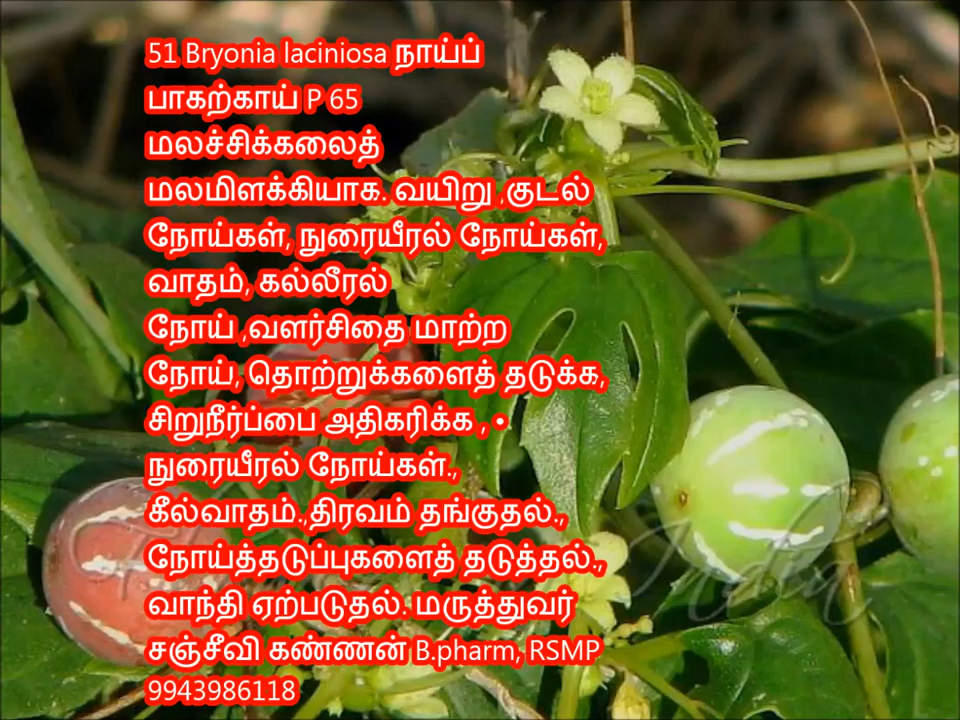 51 Bryonia laciniosa நாய்ப்
பாகற்காய் P 65
மலச்சிக்கலைத்
மலமிளக்கியாக. வயிறு ,குடல்
நோய்கள், நுரையீரல் நோய்கள்,
வாதம், கல்லீரல்
நோய் ,வளர்சிதை மாற்ற
நோய், தொற்றுக்களைத் தடுக்க,
சிறுநீர்ப்பை அதிகரிக்க , •
நுரையீரல் நோய்கள்.,
கீல்வாதம்.,திரவம் தங்குதல்.,
நோய்த்தடுப்புகளைத் தடுத்தல்.,
வாந்தி ஏற்படுதல். மருத்துவர்
சஞ்சீவி கண்ணன் B.pharm, RSMP
9943986118
India